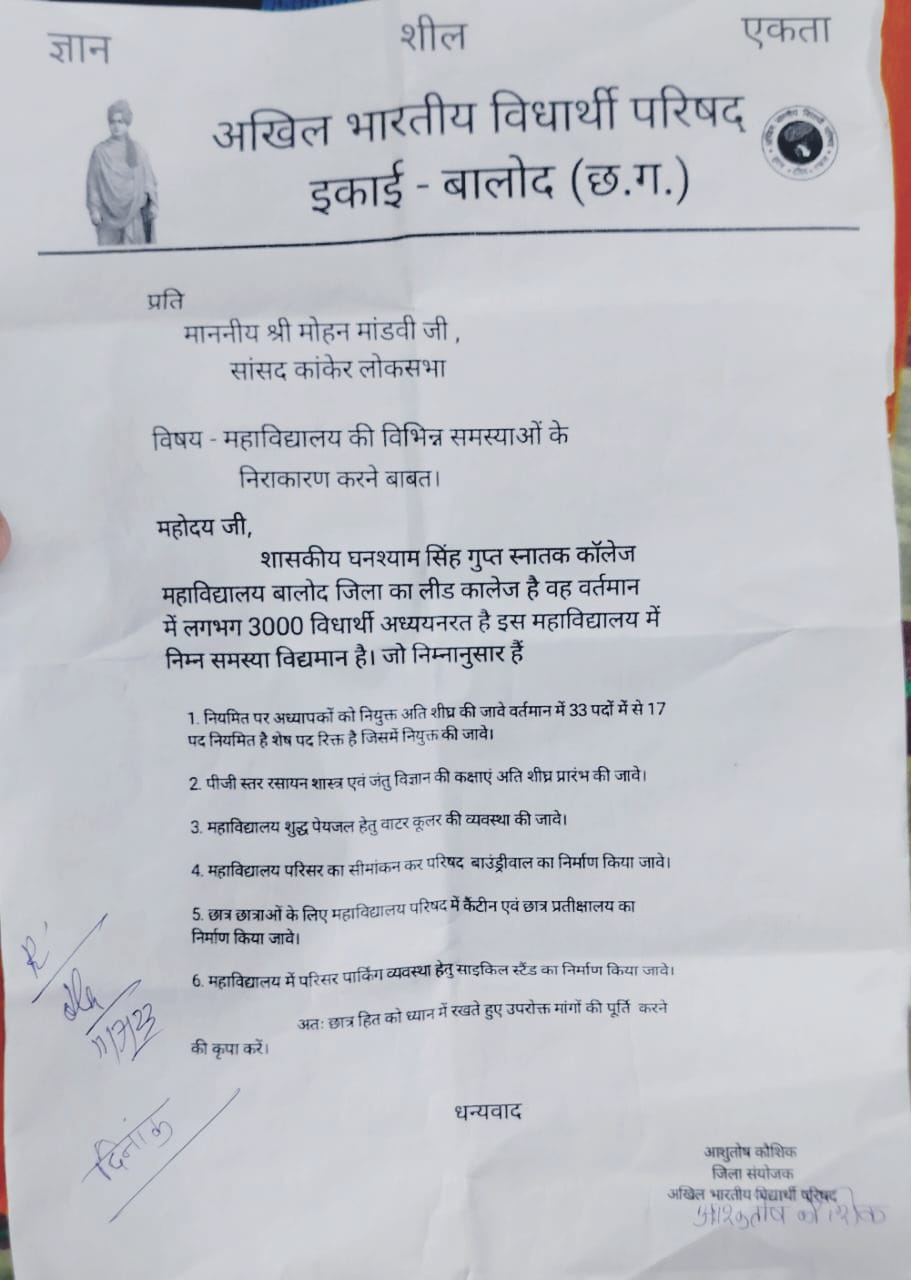 ज्ञान शील एकता
अखिल भारतीय विधार्थी परिषद
इकाई - बालोद (छ.ग.)
प्रति
माननीय श्री मोहन मांडवी जी,
सांसद कांकेर लोकसभा
विषय - महाविद्यालय की विभिन्न समस्याओं के
निराकारण करने बाबत।
महोदय जी,
शासकीय घनश्याम सिंह गुप्त स्नातक कॉलेज
महाविद्यालय बालोद जिला का लीड कालेज है वह वर्तमान
में लगभग 3000 विधार्थी अध्ययनरत है इस महाविद्यालय में
निम्न समस्या विद्यमान है। जो निम्नानुसार हैं
1. नियमित पर अध्यापकों को नियुक्त अति शीघ्र की जावे वर्तमान में 33 पदों में से 17
पद नियमित है शेष पद रिक्त है जिसमें नियुक्त की जावे।
2. पीजी स्तर रसायन शास्त्र एवं जंतु विज्ञान की कक्षाएं अति शीघ्र प्रारंभ की जावे।
3. महाविद्यालय शुद्ध पेयजल हेतु वाटर कूलर की व्यवस्था की जावे।
4. महाविद्यालय परिसर का सीमांकन कर परिषद बाउंड्रीवाल का निर्माण किया जावे।
5. छात्र छात्राओं के लिए महाविद्यालय परिषद में कैंटीन एवं छात्र प्रतीक्षालय का
निर्माण किया जावे।
6. महाविद्यालय में परिसर पार्किंग व्यवस्था हेतु साइकिल स्टैंड का निर्माण किया जावे।
अतः छात्र हित को ध्यान में रखते हुए उपरोक्त मांगों की पूर्ति करने
की कृपा करें।
11/7/23
दिनांक
धन्यवाद
आशुतोष कौशिक
जिला संयोजक
अखिल भारतीय विद्यार्थी परिषद
आशुतोष कौशिक